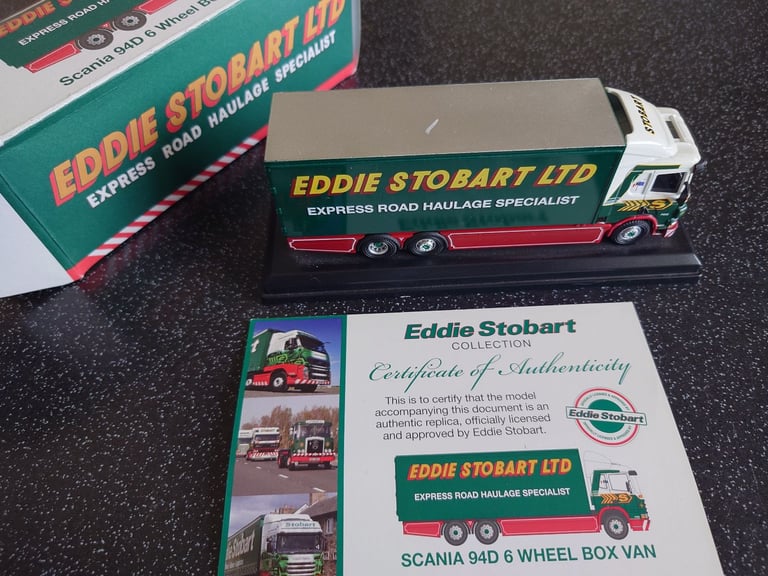 EDDIE STOBART LTD
EXPRESS ROAD HA
Scania 94D 6 Wheel Bo
EDDIE STOBART LTD
EXPRESS ROAD HAULAGE SPECIALIST
STOBART
EDDIE STOBART LTD
EXPRESS ROAD HAULAGE SPECIALIST
S
Eddie Stobart
COLLECTION
Certificate of Authenticity
This is to certify that the model
accompanying this document is an
authentic replica, officially licensed
and approved by Eddie Stobart.
Eddie Stobart
EDDIE STOBART LTD
EXPRESS ROAD HAULAGE SPECIALIST
S
SCANIA 94D 6 WHEEL BOX VAN
Stobart